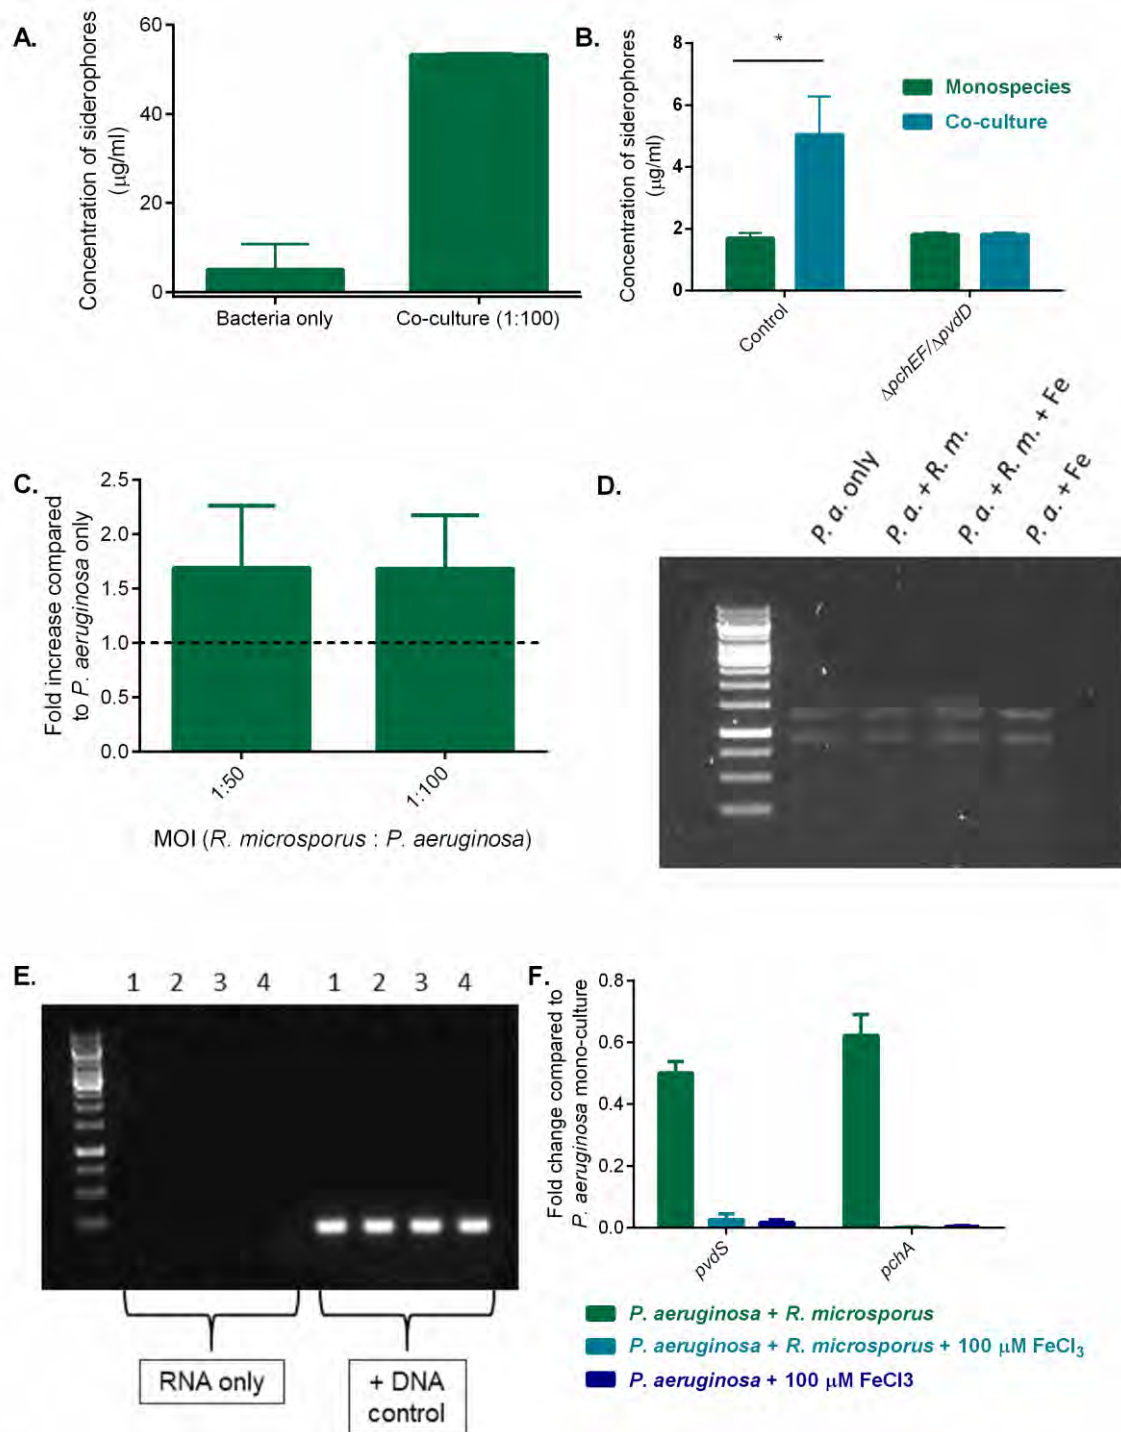 A.
Concentration of siderophores
(μg/ml)
60
40
20
0
Bacteria only
Co-culture (1:100)
B.
Concentration of siderophores
(μg/ml)
8
6
4
2
0
*
Monospecies
Co-culture
Control
ΔpchEF/ΔpvdD
C.
Fold increase compared
to P. aeruginosa only
2.5
2.0
1.5
1.0
0.5
0.0
1:50
1:100
MOI (R. microsporus : P. aeruginosa)
D.
P. a. only
P. a. + R. m.
P. a. + R. m. + Fe
P. a. + Fe
E.
1 2 3 4 1 2 3 4
RNA only
+ DNA
control
F.
Fold change compared to
P. aeruginosa mono-culture
0.8
0.6
0.4
0.2
0.0
pvdS
pchA
P. aeruginosa + R. microsporus
P. aeruginosa + R. microsporus + 100 μM FeCl₃
P. aeruginosa + 100 μM FeCl3